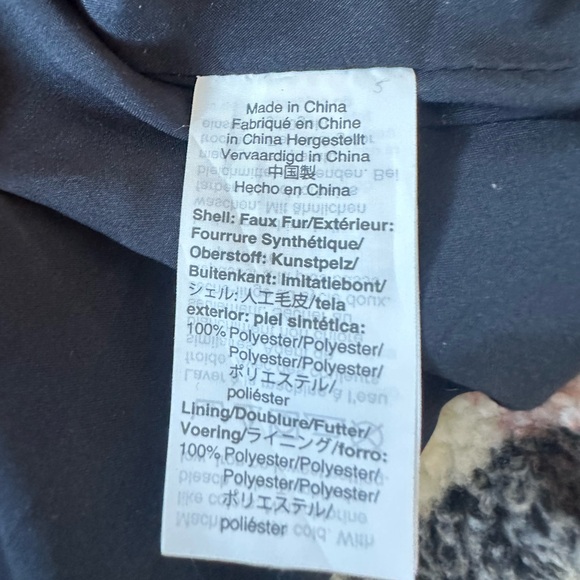 5
Made in China
Fabriqué en Chine
in China Hergestellt
Vervaardigd in China
中国製
Hecho en China
Shell: Faux Fur/Extérieur:
Fourrure Synthétique/
Oberstoff: Kunstpelz/
Buitenkant: Imitatiebont/
シェル: 人工毛皮/tela
exterior: piel sintética:
100% Polyester/Polyester/
Polyester/Polyester/
ポリエステル/
poliéster
Lining/Doublure/Futter/
Voering/ライニング/forro:
100% Polyester/Polyester/
Polyester/Polyester/
ポリエステル/
poliéster